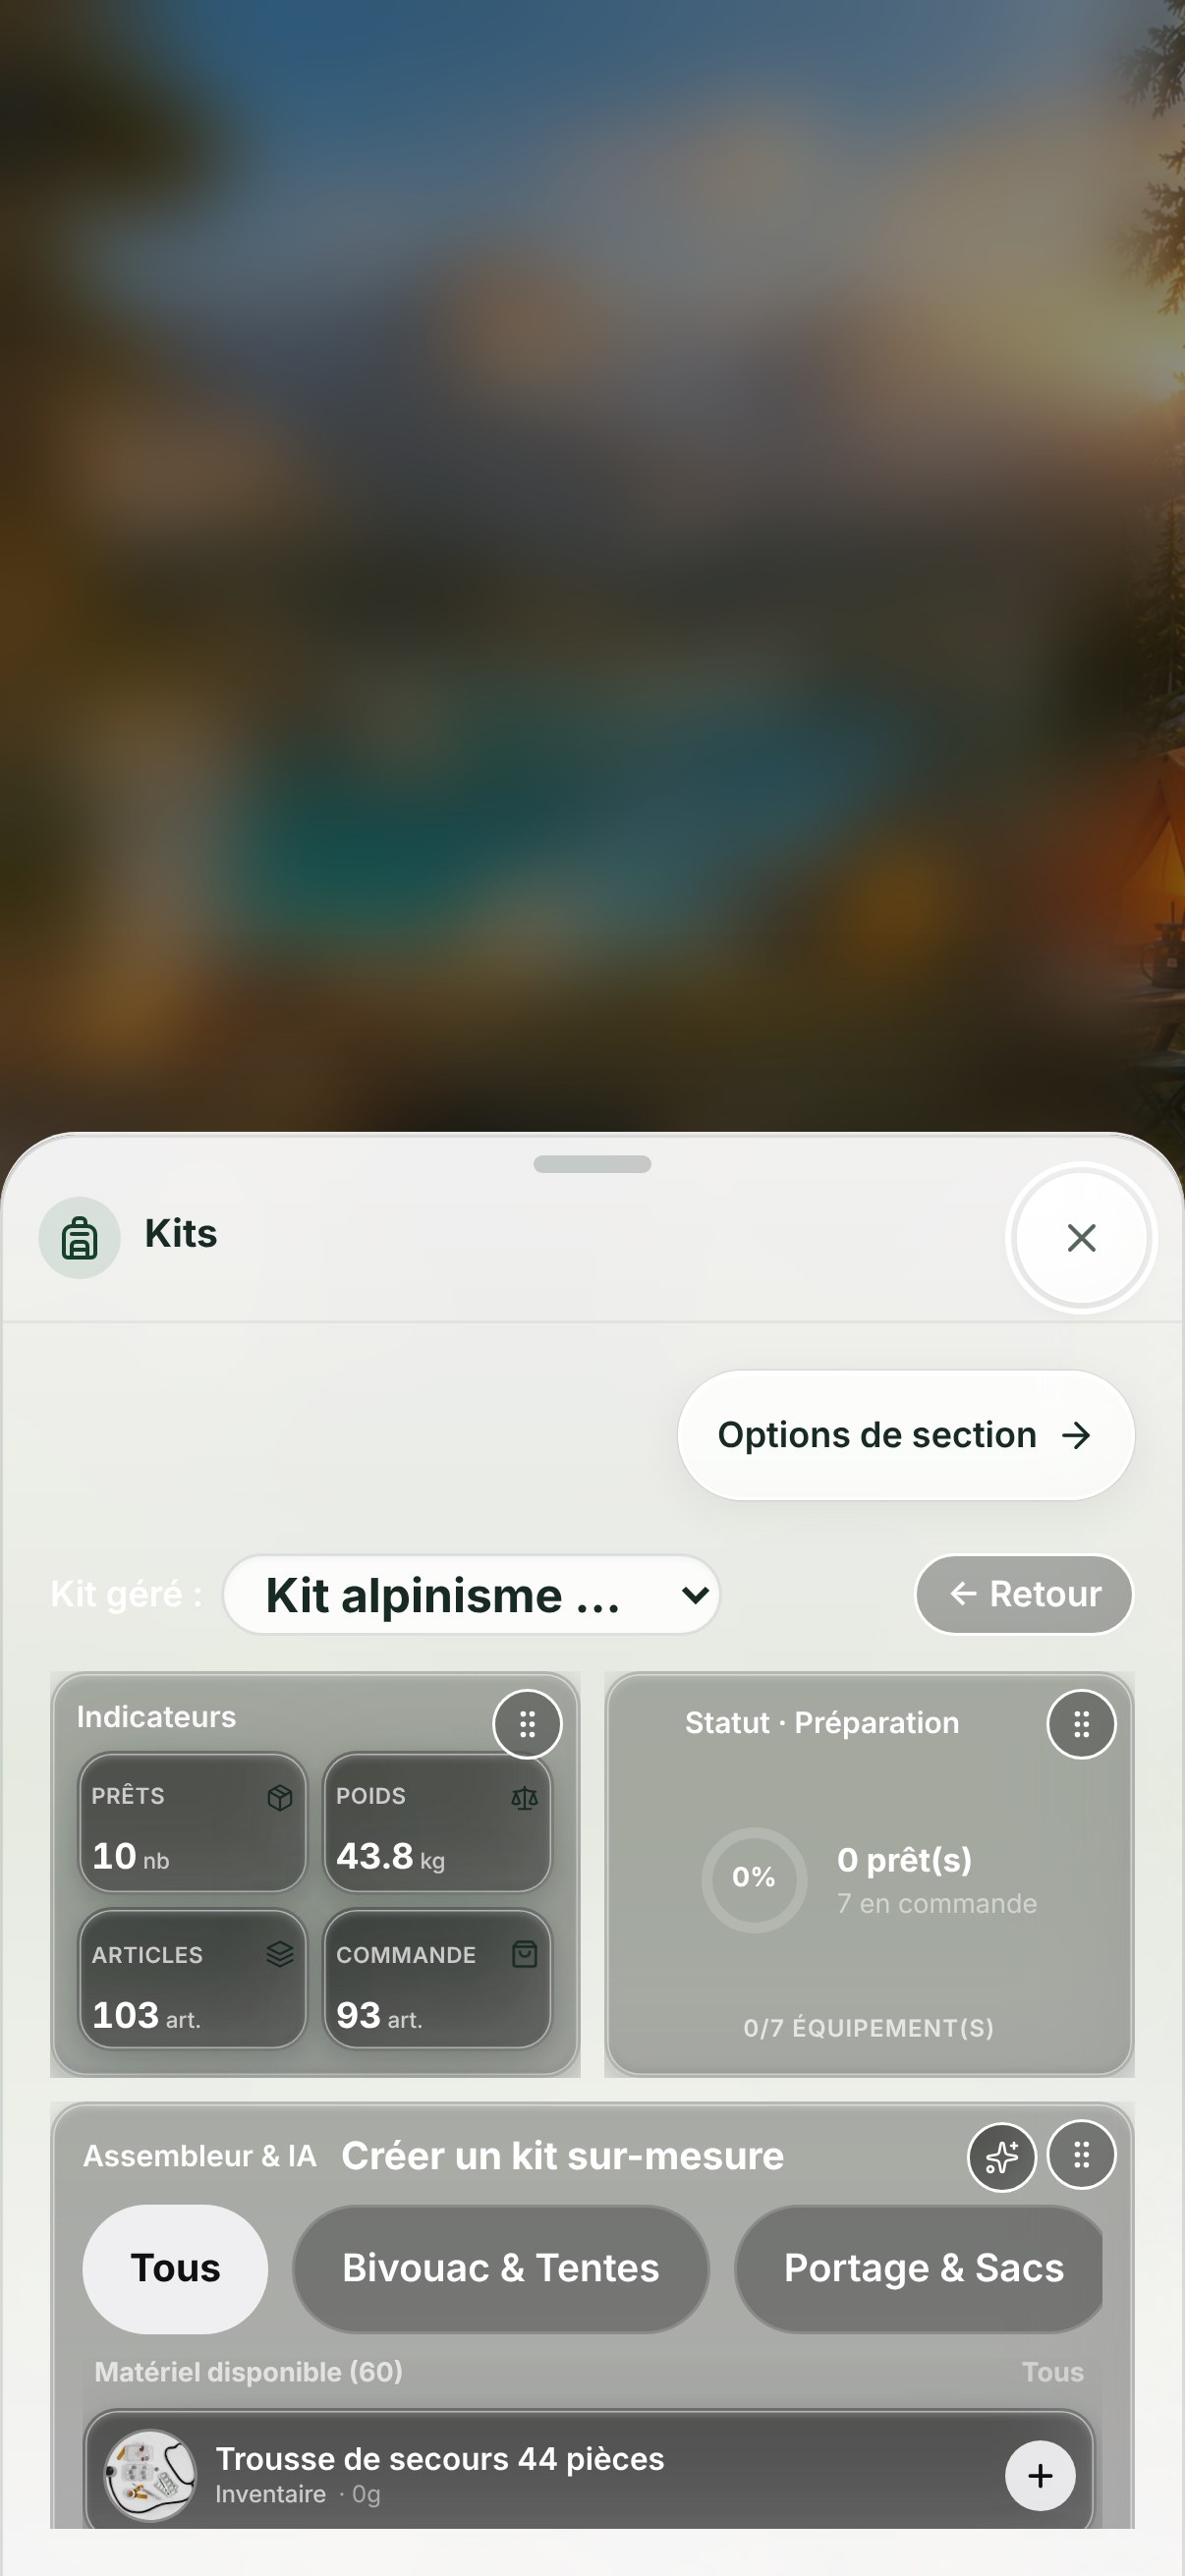 Kits
Options de section
Kit géré :
Kit alpinisme ...
Retour
Indicateurs
PRÊTS
10 nb
POIDS
43.8 kg
ARTICLES
103 art.
COMMANDE
93 art.
Statut · Préparation
0%
0 prêt(s)
7 en commande
0/7 ÉQUIPEMENT(S)
Assembleur & IA Créer un kit sur-mesure
Tous
Bivouac & Tentes
Portage & Sacs
Matériel disponible (60)
Tous
Trousse de secours 44 pièces
Inventaire · 0g